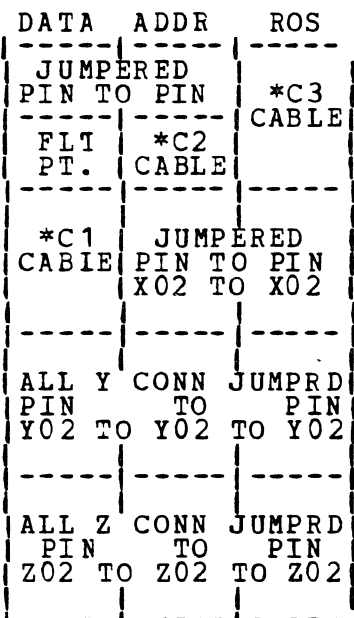 DATA ADDR ROS
JUMPERED
PIN TO PIN *C3
CABLE
FLT *C2
PT. CABLE
*C1 JUMPERED
CABIE PIN TO PIN
X02 TO X02
ALL Y CONN JUMPRD
PIN TO PIN
Y02 TO Y02 TO Y02
ALL Z CONN JUMPRD
PIN TO PIN
Z02 TO Z02 TO Z02